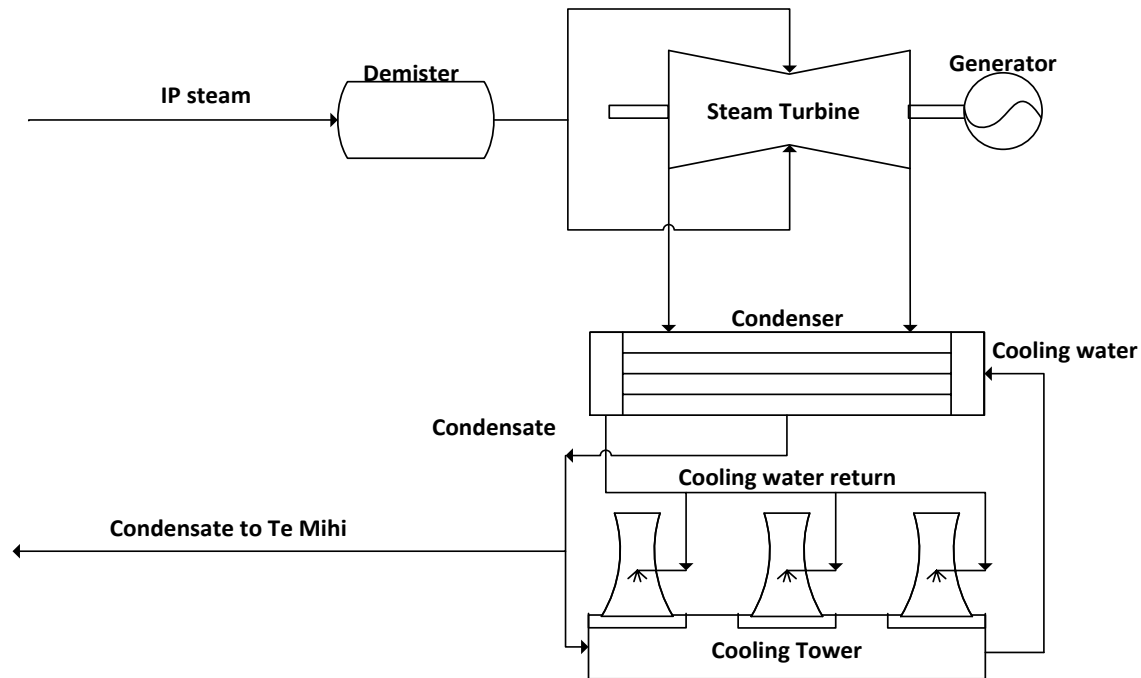 Demister
Generator
IP steam
Steam Turbine
Condenser
Cooling water
Condensate
Cooling water return
Condensate to Te Mihi
Cooling Tower